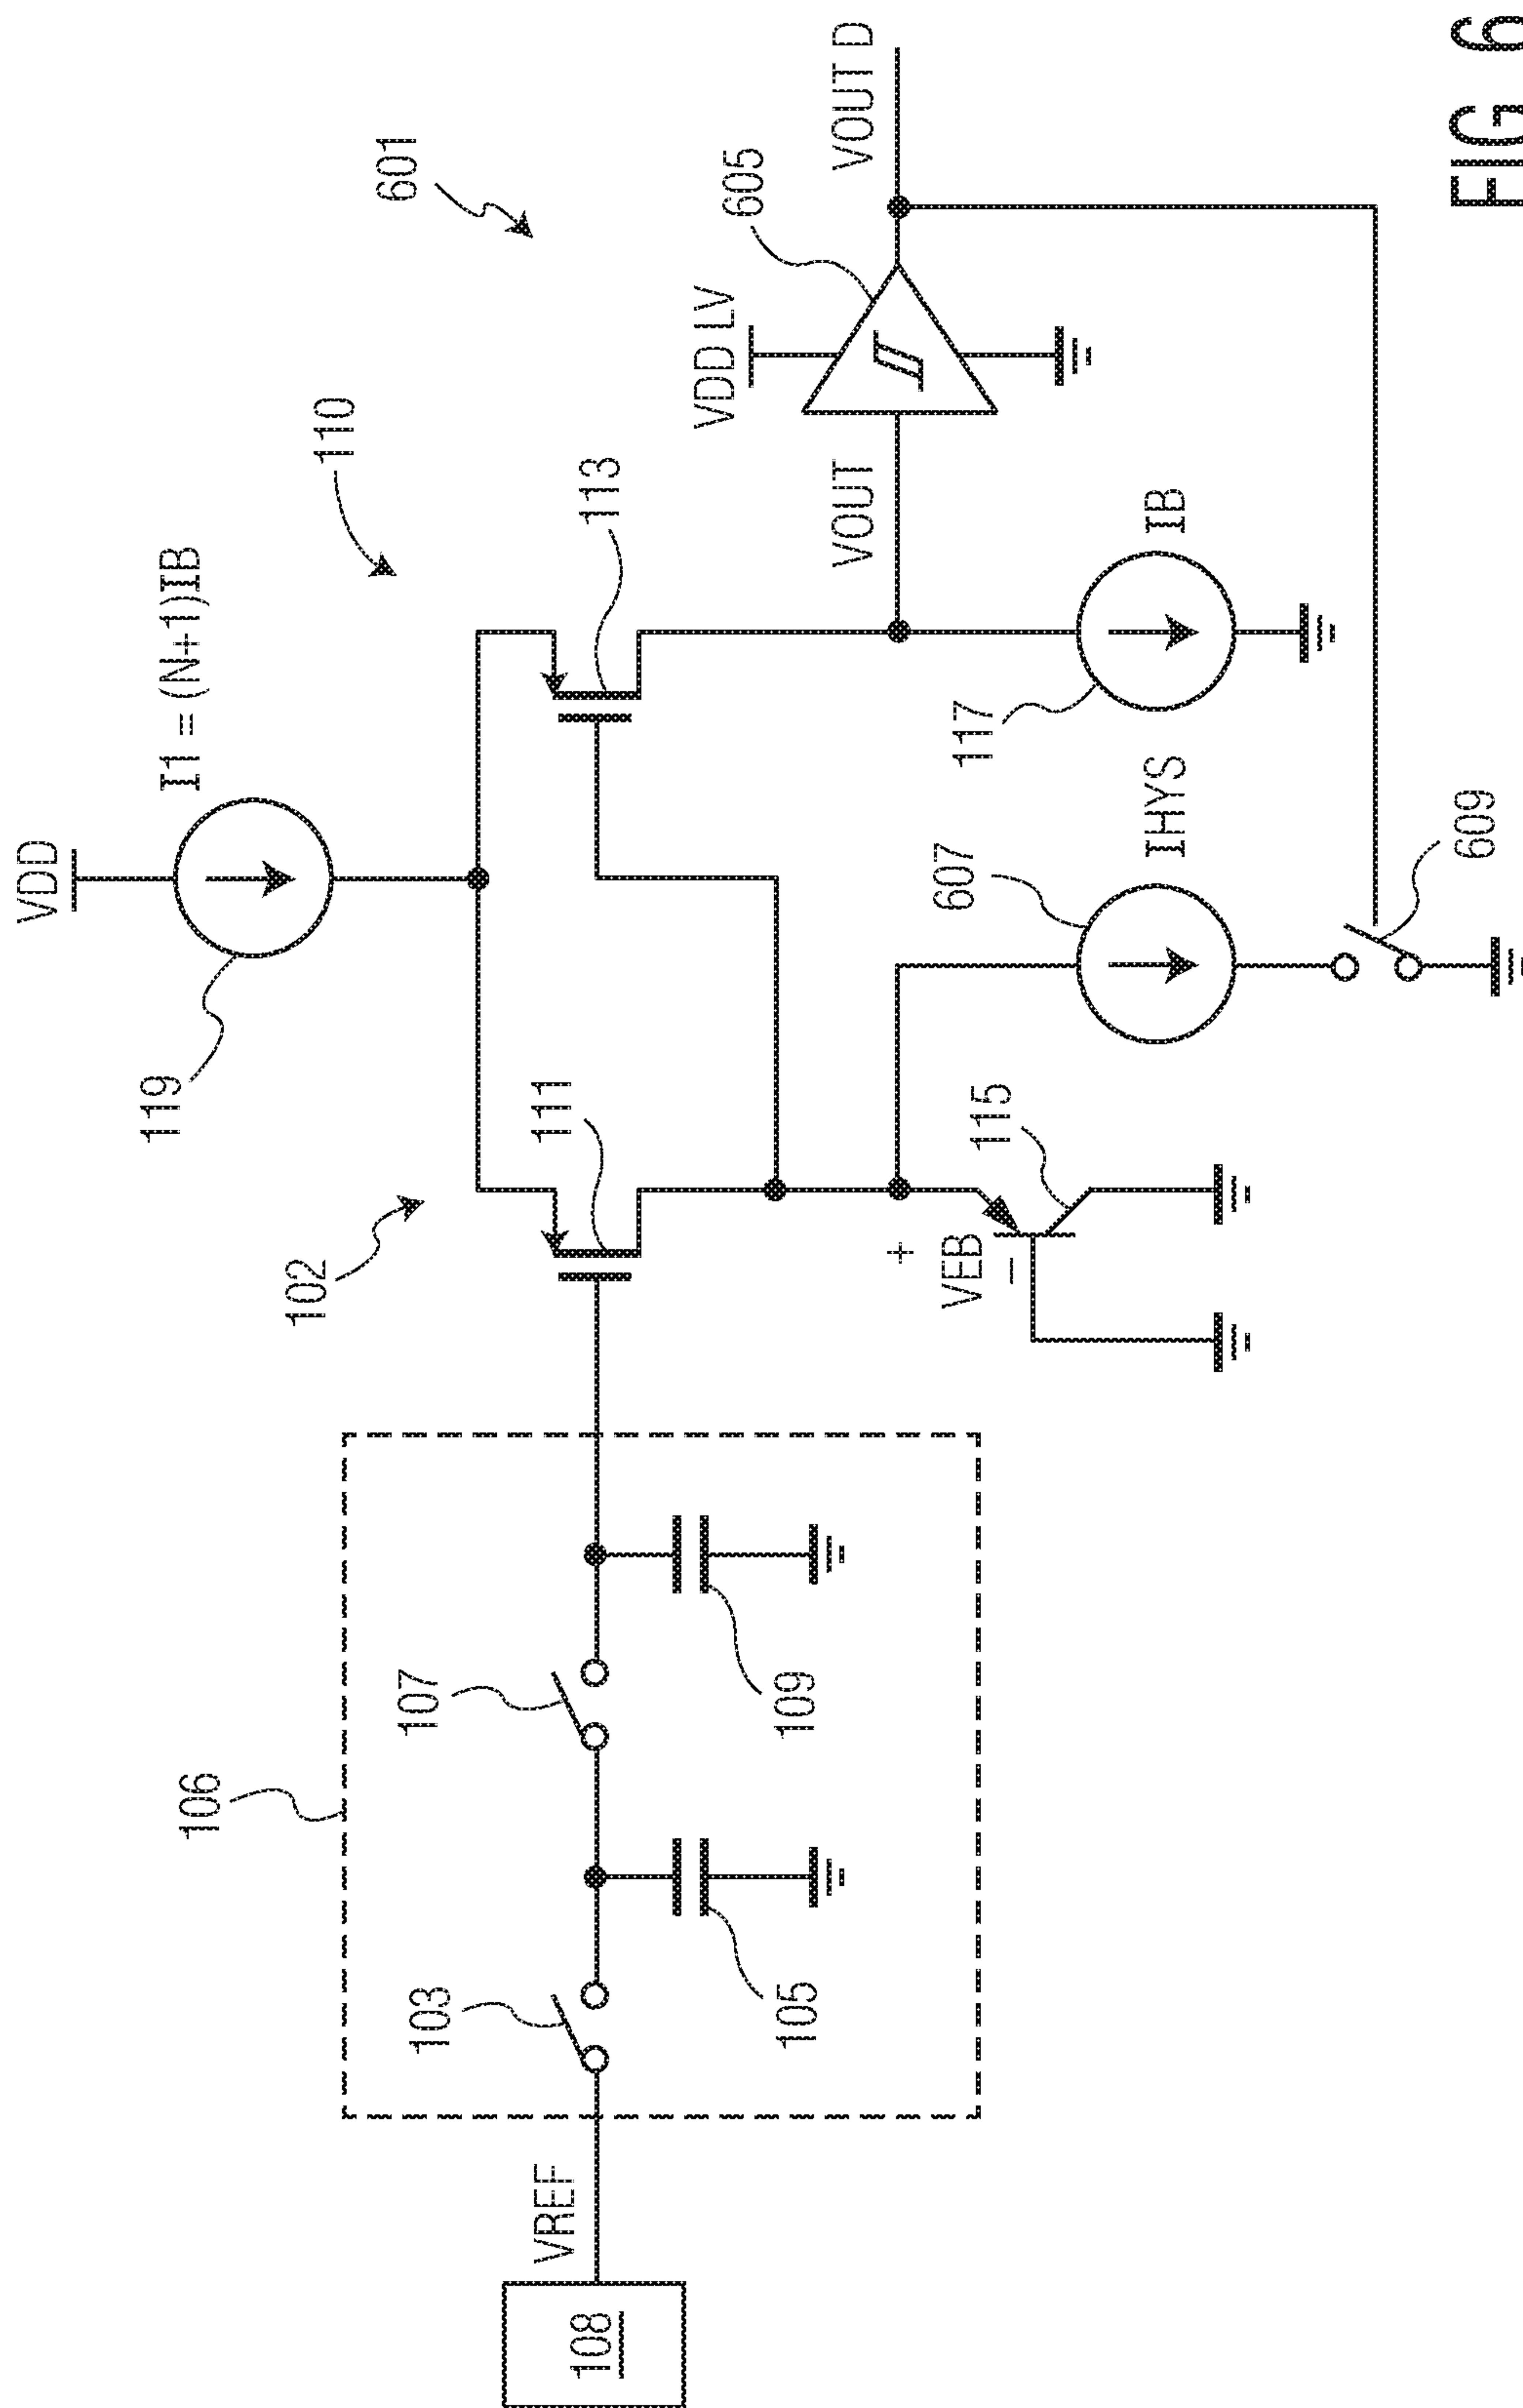 VDD
I1 = (N+1)IB
119
110
601
102
111
113
106
103
107
105
109
108
VREF
VDD LV
605
VOUT
VOUT D
+
VEB
−
115
607
IHYS
117
IB
609
FIG 6